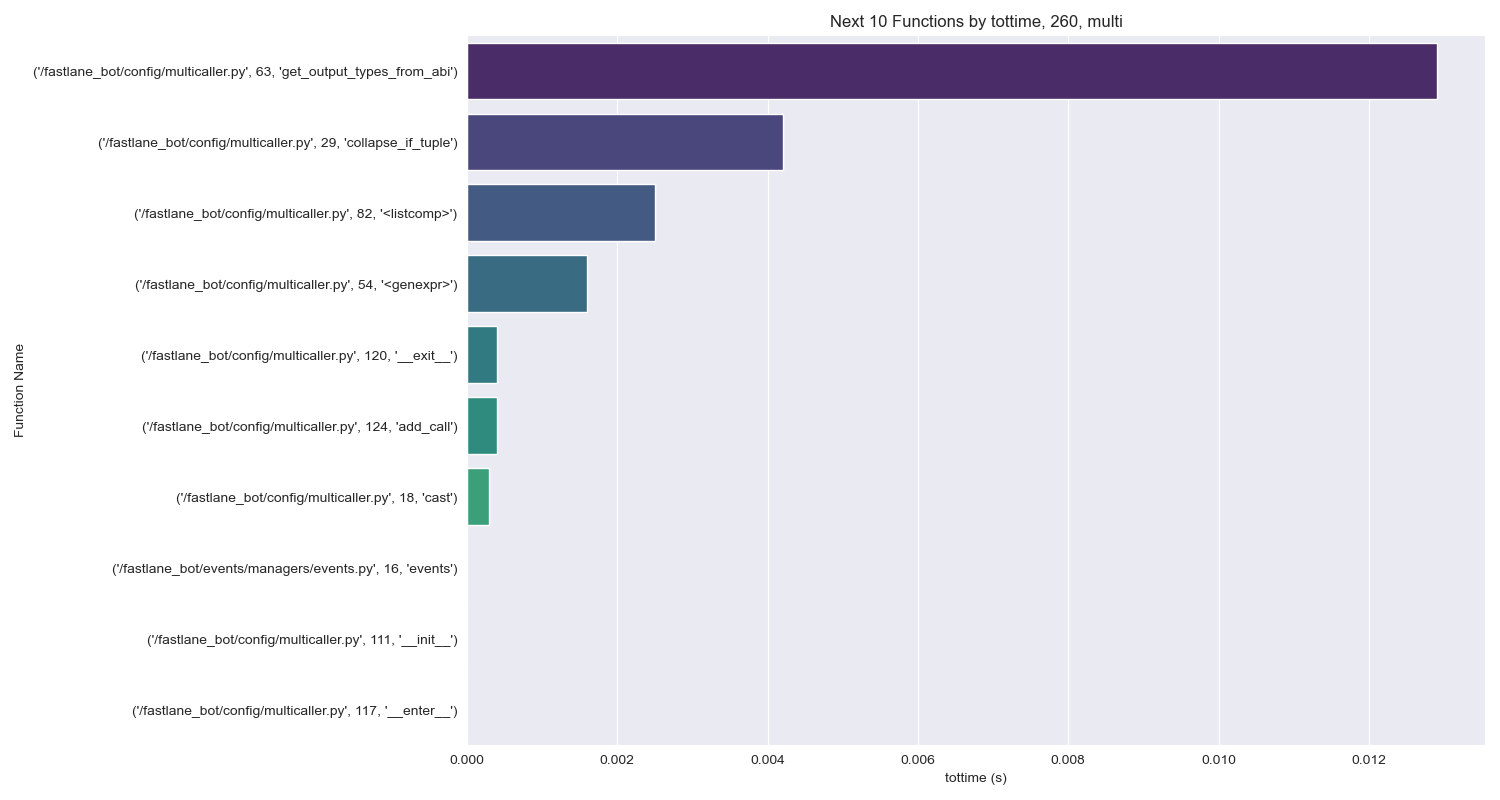 Next 10 Functions by tottime, 260, multi
('/fastlane_bot/config/multicaller.py', 63, 'get_output_types_from_abi')
('/fastlane_bot/config/multicaller.py', 29, 'collapse_if_tuple')
('/fastlane_bot/config/multicaller.py', 82, '<listcomp>')
('/fastlane_bot/config/multicaller.py', 54, '<genexpr>')
('/fastlane_bot/config/multicaller.py', 120, '__exit__')
('/fastlane_bot/config/multicaller.py', 124, 'add_call')
('/fastlane_bot/config/multicaller.py', 18, 'cast')
('/fastlane_bot/events/managers/events.py', 16, 'events')
('/fastlane_bot/config/multicaller.py', 111, '__init__')
('/fastlane_bot/config/multicaller.py', 117, '__enter__')
Function Name
0.000 0.002 0.004 0.006 0.008 0.010 0.012
tottime (s)